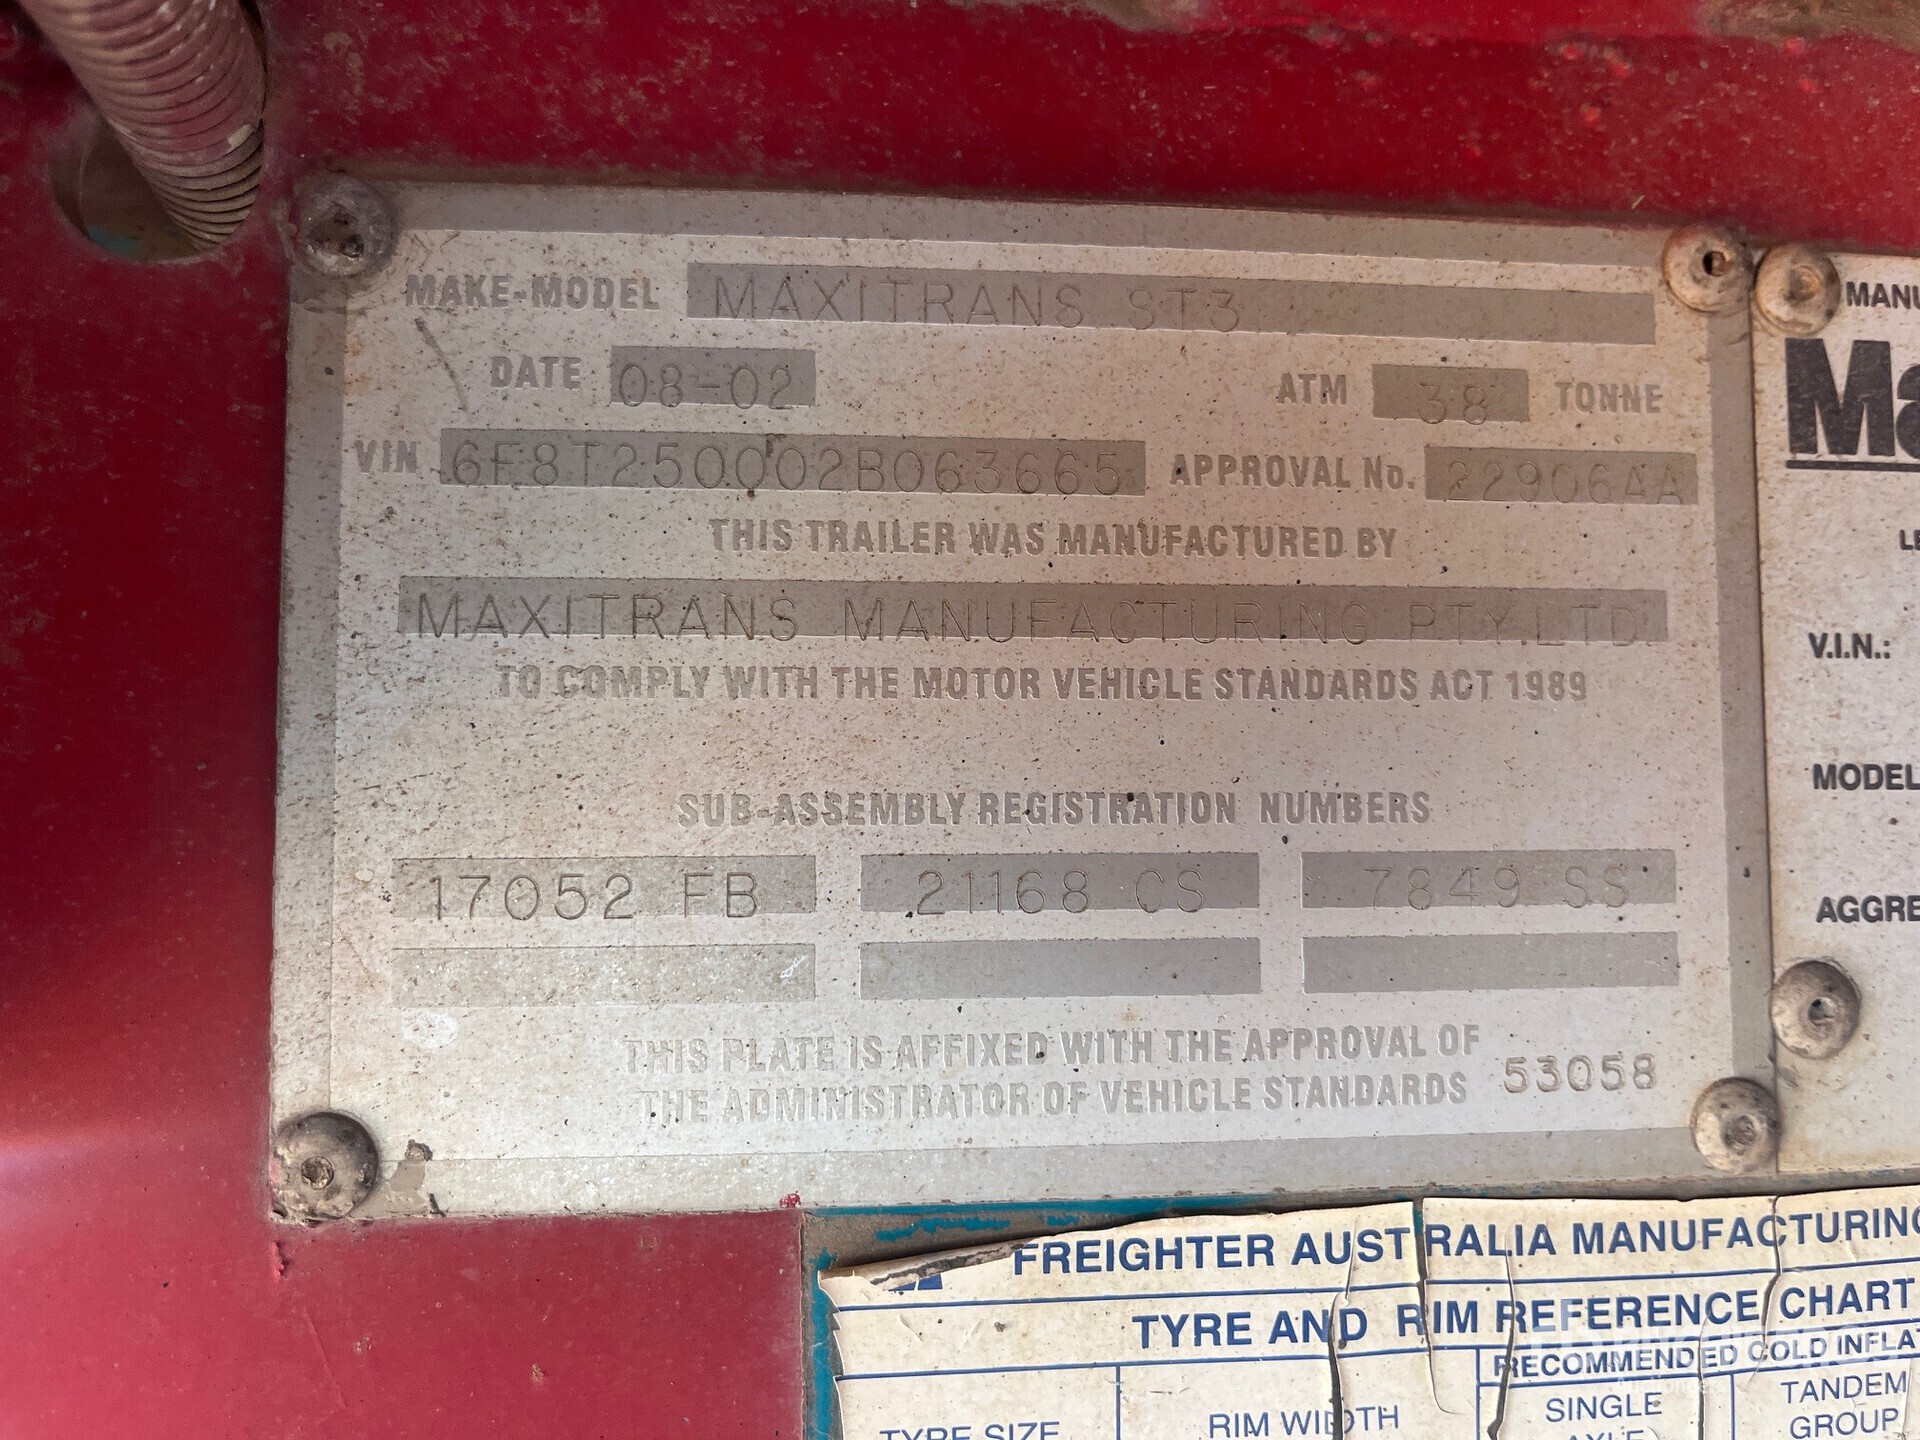 MAKE-MODEL MAXITRANS ST3
DATE 08-02 ATM 38 TONNE
VIN 6F8T250002B063665 APPROVAL No. 22906AA
THIS TRAILER WAS MANUFACTURED BY
MAXITRANS MANUFACTURING PTY.LTD.
TO COMPLY WITH THE MOTOR VEHICLE STANDARDS ACT 1989
SUB-ASSEMBLY REGISTRATION NUMBERS
17052 FB 21168 CS 7849 SS
THIS PLATE IS AFFIXED WITH THE APPROVAL OF
THE ADMINISTRATOR OF VEHICLE STANDARDS 53058
MANU
Ma
LE
V.I.N.:
MODEL
AGGRE
FREIGHTER AUSTRALIA MANUFACTURING
TYRE AND RIM REFERENCE CHART
RECOMMENDED COLD INFLA
TYRE SIZE RIM WIDTH SINGLE AXLE TANDEM GROUP